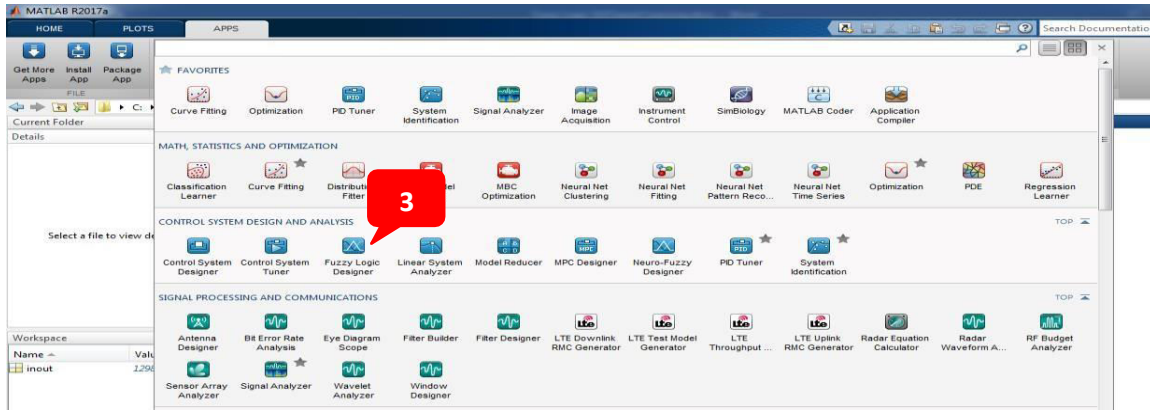 MATLAB R2017a
HOME PLOTS APPS
Search Documentatio
Get More Apps
Install App
Package App
FILE
C:
Current Folder
Details
Select a file to view de
Workspace
Name Valu
inout 1298
FAVORITES
Curve Fitting
Optimization
PID Tuner
System Identification
Signal Analyzer
Image Acquisition
Instrument Control
SimBiology
MATLAB Coder
Application Compiler
MATH, STATISTICS AND OPTIMIZATION
Classification Learner
Curve Fitting
Distributi Fitter
el
MBC Optimization
Neural Net Clustering
Neural Net Fitting
Neural Net Pattern Reco...
Neural Net Time Series
Optimization
PDE
Regression Learner
3
CONTROL SYSTEM DESIGN AND ANALYSIS
TOP
Control System Designer
Control System Tuner
Fuzzy Logic Designer
Linear System Analyzer
Model Reducer
MPC Designer
Neuro-Fuzzy Designer
PID Tuner
System Identification
SIGNAL PROCESSING AND COMMUNICATIONS
TOP
Antenna Designer
Bit Error Rate Analysis
Eye Diagram Scope
Filter Builder
Filter Designer
LTE Downlink RMC Generator
LTE Test Model Generator
LTE Throughput ...
LTE Uplink RMC Generator
Radar Equation Calculator
Radar Waveform A...
RF Budget Analyzer
Sensor Array Analyzer
Signal Analyzer
Wavelet Analyzer
Window Designer